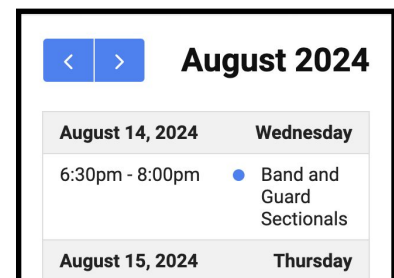 August 2024
August 14, 2024 Wednesday
6:30pm - 8:00pm Band and
Guard
Sectionals
August 15, 2024 Thursday